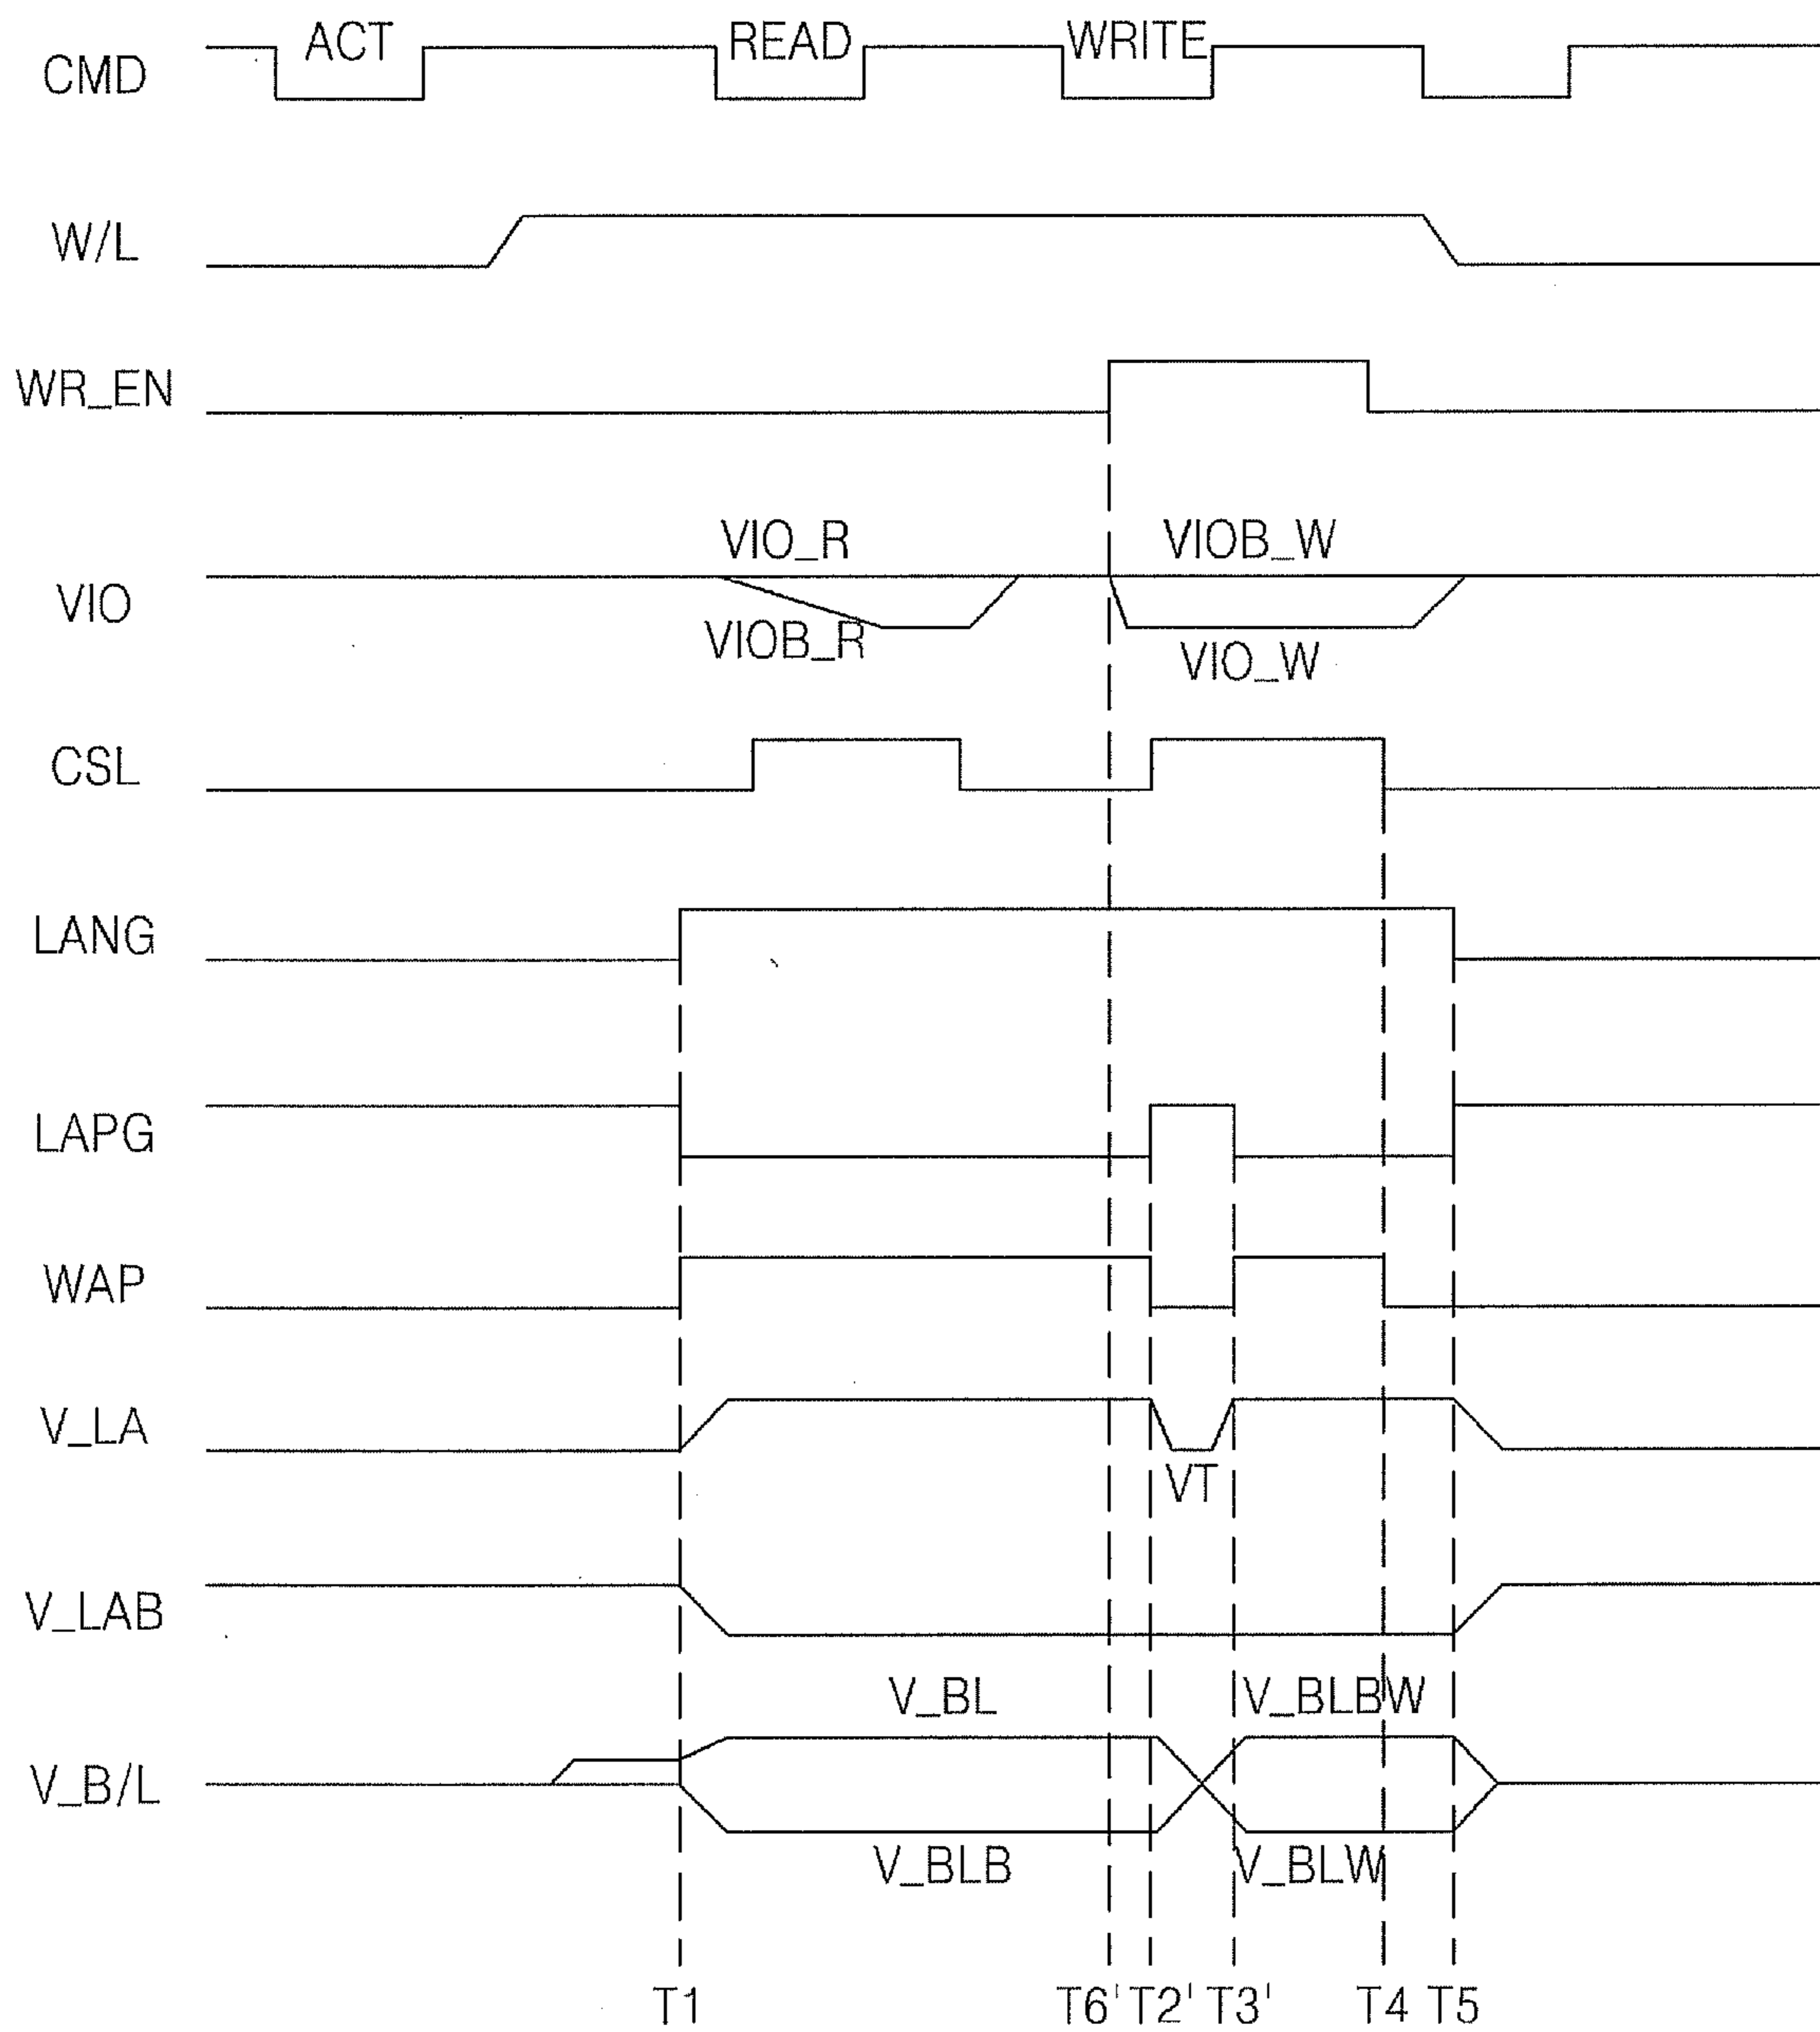 CMD ACT READ WRITE
W/L
WR_EN
VIO_R VIOB_W
VIO
VIOB_R VIO_W
CSL
LANG
LAPG
WAP
V_LA
VT
V_LAB
V_BL V_BLBW
V_B/L
V_BLB V_BLW
T1 T6' T2' T3' T4 T5